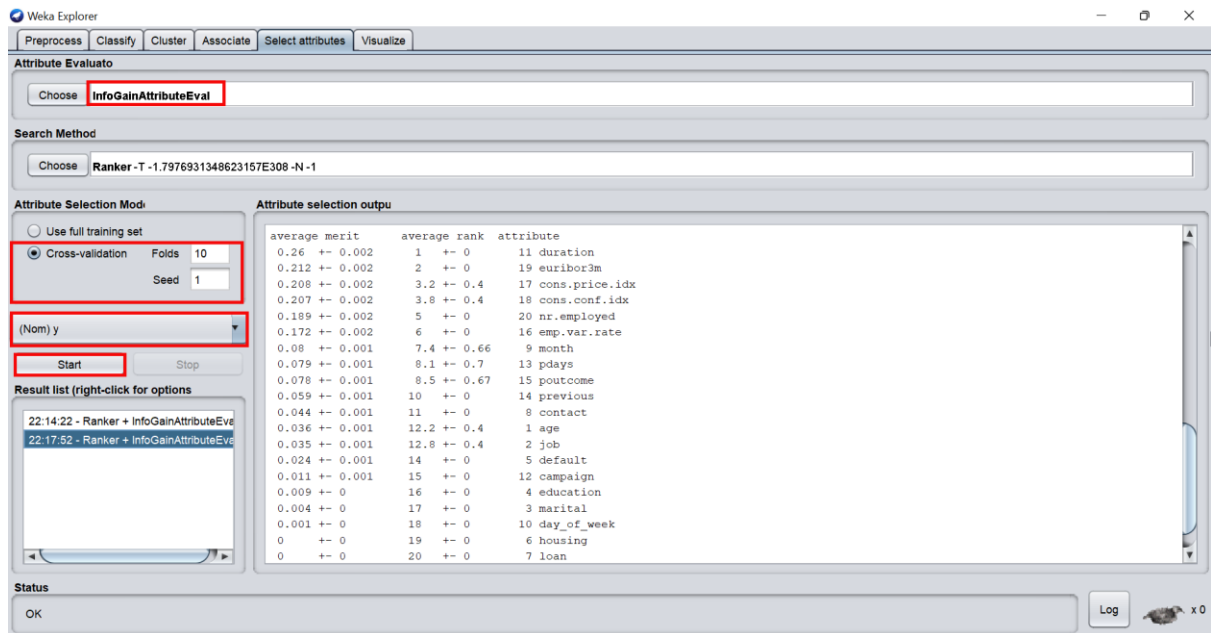 Weka Explorer
Preprocess Classify Cluster Associate Select attributes Visualize
Attribute Evaluato
Choose InfoGainAttributeEval
Search Method
Choose Ranker -T -1.7976931348623157E308 -N -1
Attribute Selection Mod
Use full training set
Cross-validation Folds 10
Seed 1
(Nom) y
Start Stop
Result list (right-click for options
22:14:22 - Ranker + InfoGainAttributeEva
22:17:52 - Ranker + InfoGainAttributeEva
Attribute selection outpu
average merit average rank attribute
0.26 +- 0.002 1 +- 0 11 duration
0.212 +- 0.002 2 +- 0 19 euribor3m
0.208 +- 0.002 3.2 +- 0.4 17 cons.price.idx
0.207 +- 0.002 3.8 +- 0.4 18 cons.conf.idx
0.189 +- 0.002 5 +- 0 20 nr.employed
0.172 +- 0.002 6 +- 0 16 emp.var.rate
0.08 +- 0.001 7.4 +- 0.66 9 month
0.079 +- 0.001 8.1 +- 0.7 13 pdays
0.078 +- 0.001 8.5 +- 0.67 15 poutcome
0.059 +- 0.001 10 +- 0 14 previous
0.044 +- 0.001 11 +- 0 8 contact
0.036 +- 0.001 12.2 +- 0.4 1 age
0.035 +- 0.001 12.8 +- 0.4 2 job
0.024 +- 0.001 14 +- 0 5 default
0.011 +- 0.001 15 +- 0 12 campaign
0.009 +- 0 16 +- 0 4 education
0.004 +- 0 17 +- 0 3 marital
0.001 +- 0 18 +- 0 10 day_of_week
0 +- 0 19 +- 0 6 housing
0 +- 0 20 +- 0 7 loan
Status
OK
Log x 0